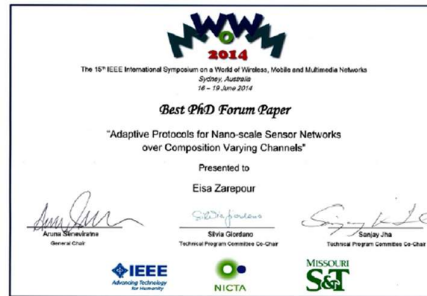 WOWMOM
2014
The 15th IEEE International Symposium on a World of Wireless, Mobile and Multimedia Networks
Sydney, Australia
16 – 19 June 2014
Best PhD Forum Paper
"Adaptive Protocols for Nano-scale Sensor Networks
over Composition Varying Channels"
Presented to
Eisa Zarepour
Aruna Seneviratne
General Chair
Silvia Giordano
Technical Program Committee Co-Chair
Sanjay Jha
Technical Program Committee Co-Chair
IEEE
Advancing Technology
for Humanity
NICTA
MISSOURI
S&T